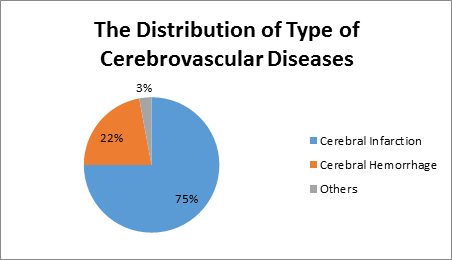 The Distribution of Type of
Cerebrovascular Diseases
3%
22%
75%
Cerebral Infarction
Cerebral Hemorrhage
Others